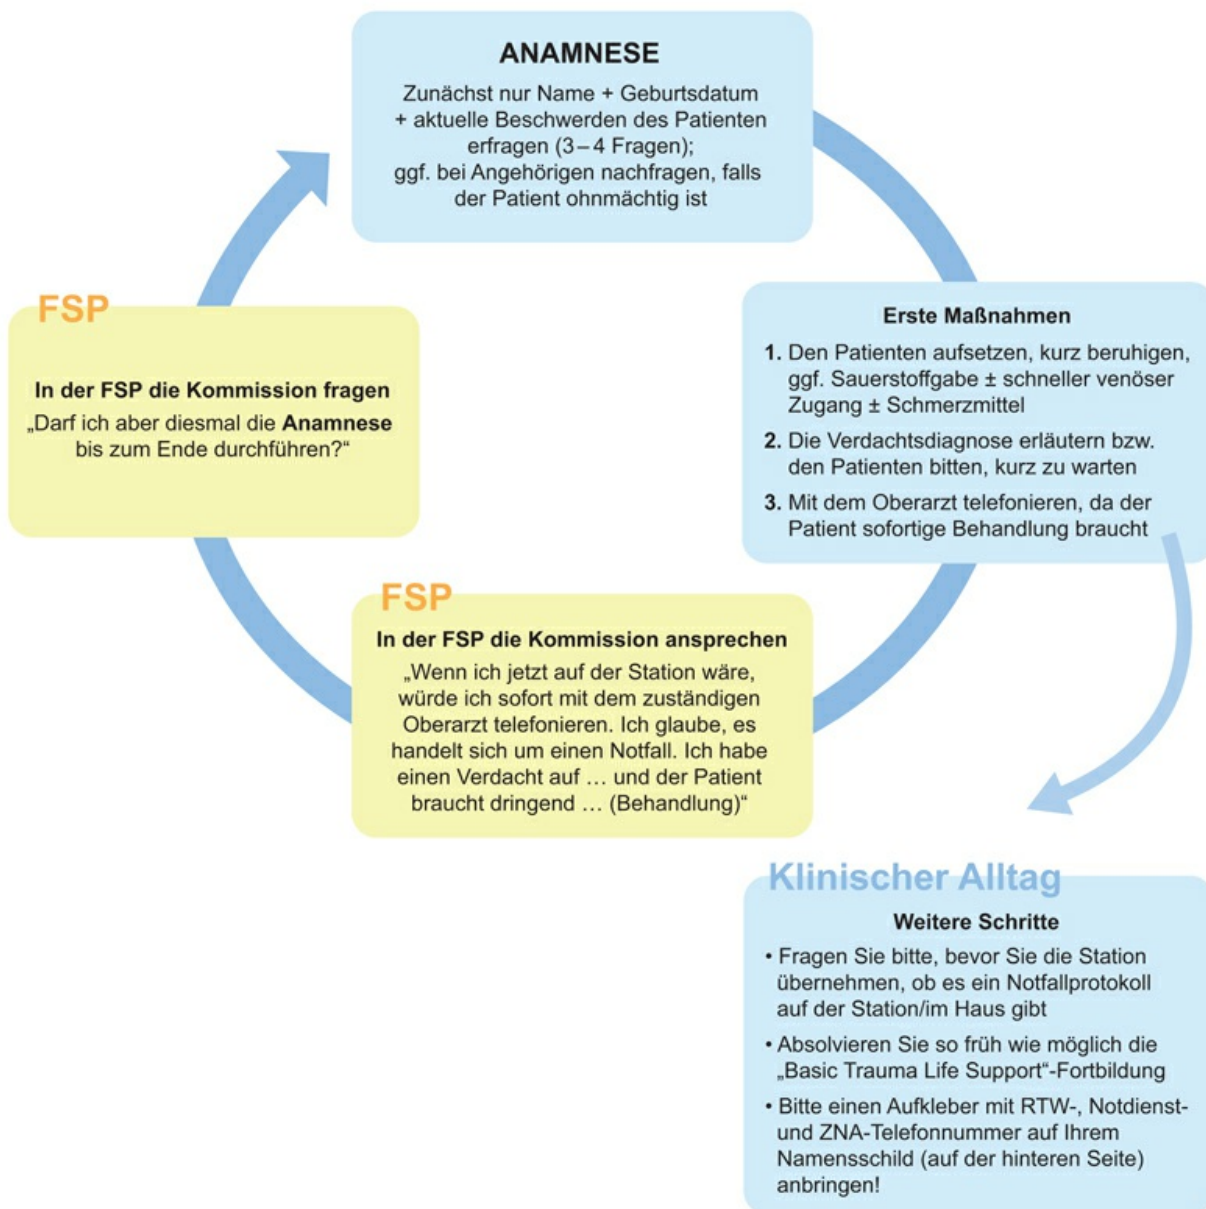 ANAMNESE
Zunächst nur Name + Geburtsdatum
+ aktuelle Beschwerden des Patienten
erfragen (3–4 Fragen);
ggf. bei Angehörigen nachfragen, falls
der Patient ohnmächtig ist
Erste Maßnahmen
1. Den Patienten aufsetzen, kurz beruhigen,
ggf. Sauerstoffgabe ± schneller venöser
Zugang ± Schmerzmittel
2. Die Verdachtsdiagnose erläutern bzw.
den Patienten bitten, kurz zu warten
3. Mit dem Oberarzt telefonieren, da der
Patient sofortige Behandlung braucht
FSP
In der FSP die Kommission ansprechen
„Wenn ich jetzt auf der Station wäre,
würde ich sofort mit dem zuständigen
Oberarzt telefonieren. Ich glaube, es
handelt sich um einen Notfall. Ich habe
einen Verdacht auf … und der Patient
braucht dringend … (Behandlung)“
FSP
In der FSP die Kommission fragen
„Darf ich aber diesmal die Anamnese
bis zum Ende durchführen?“
Klinischer Alltag
Weitere Schritte
• Fragen Sie bitte, bevor Sie die Station
übernehmen, ob es ein Notfallprotokoll
auf der Station/im Haus gibt
• Absolvieren Sie so früh wie möglich die
„Basic Trauma Life Support“-Fortbildung
• Bitte einen Aufkleber mit RTW-, Notdienst-
und ZNA-Telefonnummer auf Ihrem
Namensschild (auf der hinteren Seite)
anbringen!